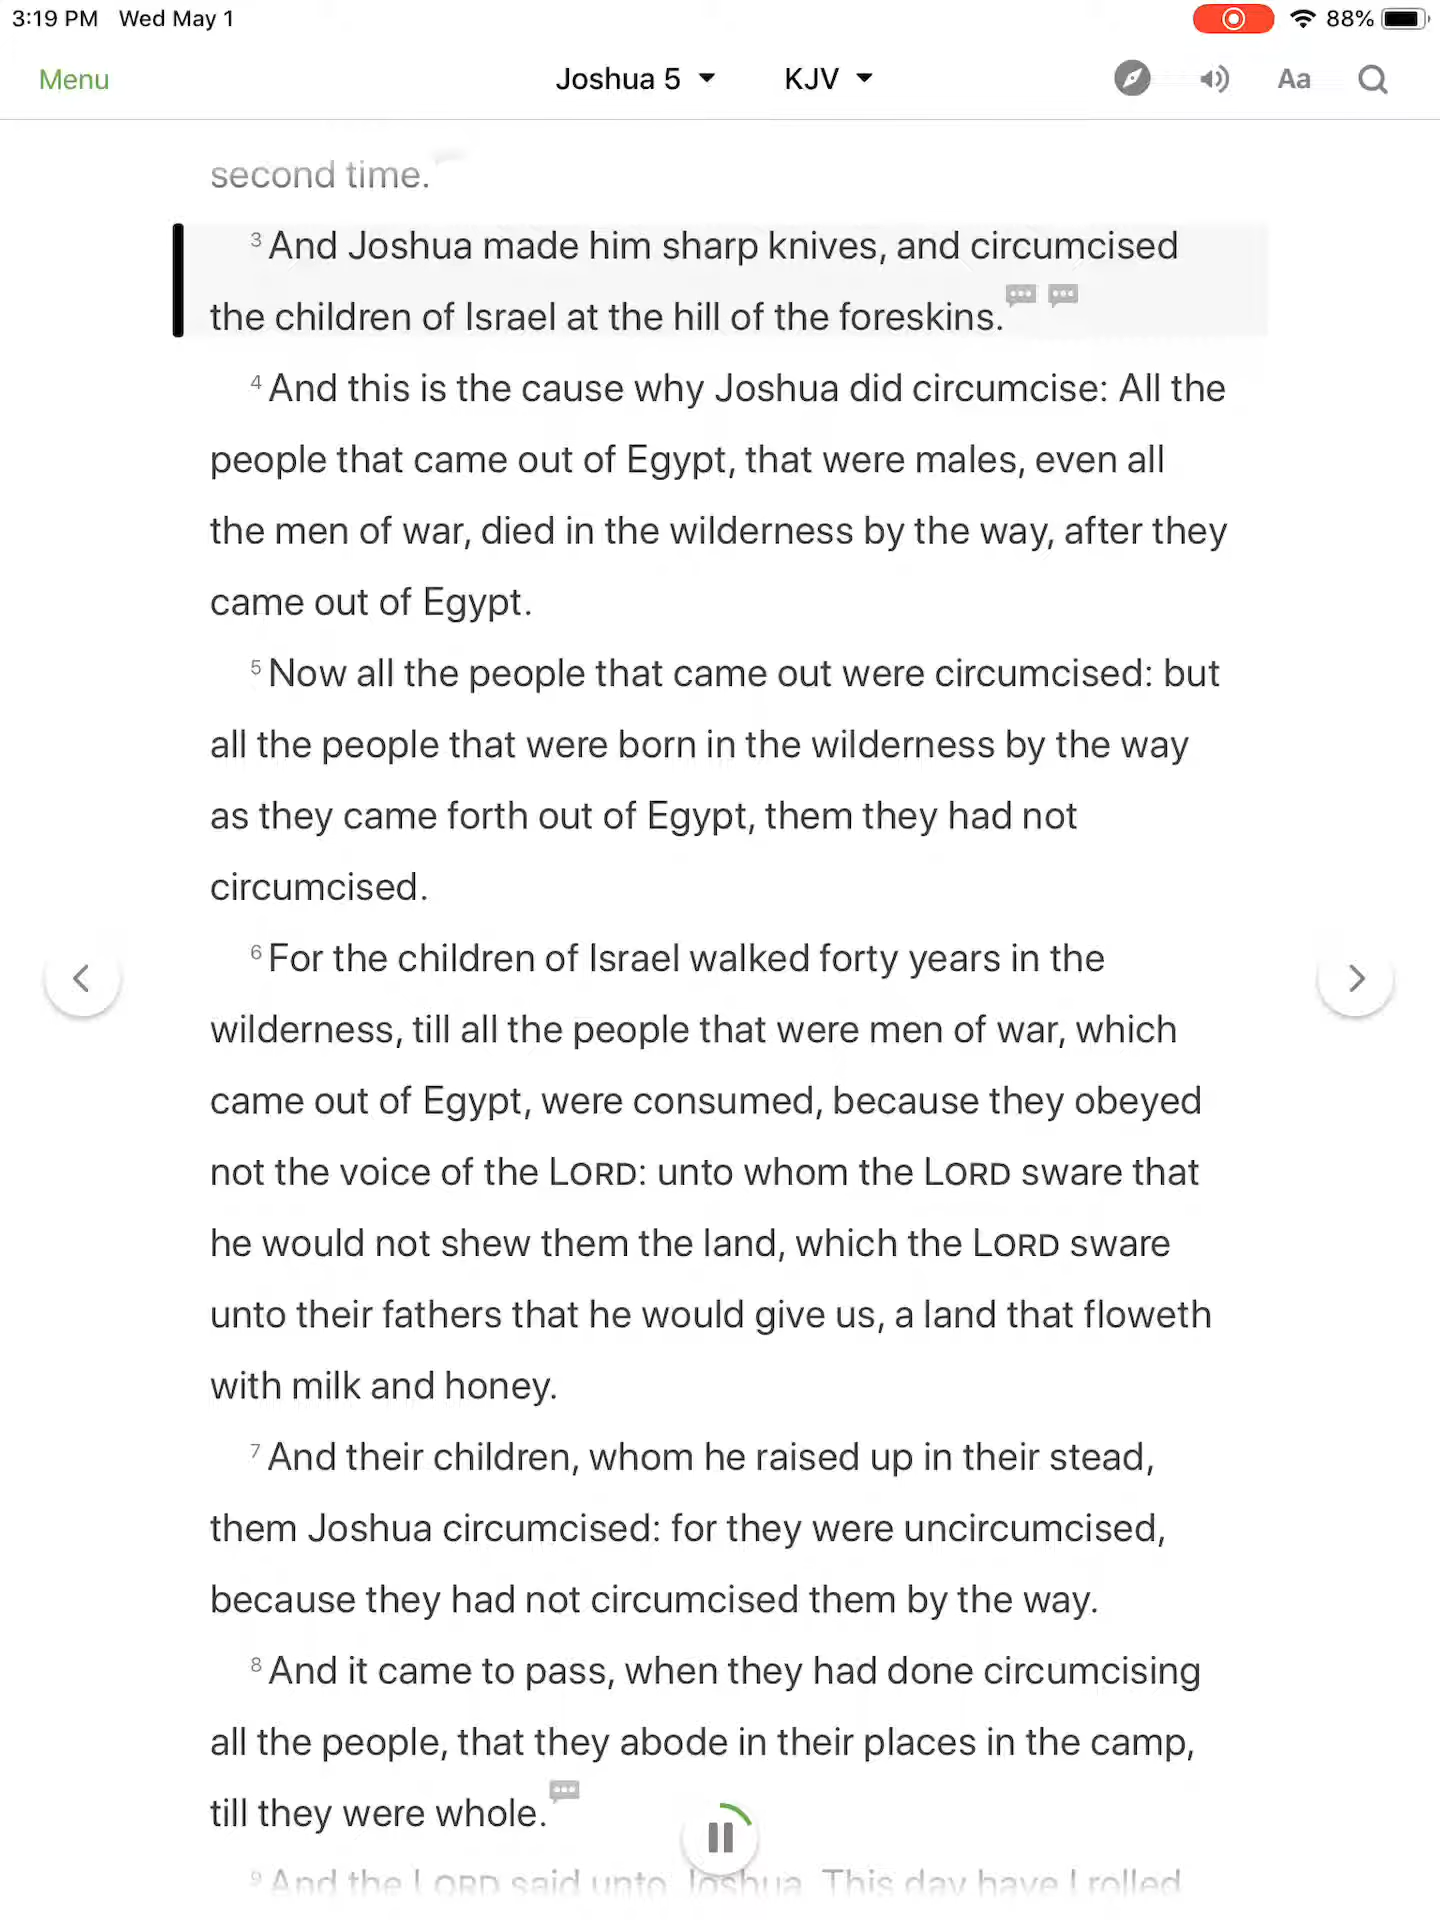 3:19 PM Wed May 1 88%
Menu Joshua 5 KJV Aa
second time.
3 And Joshua made him sharp knives, and circumcised
the children of Israel at the hill of the foreskins.
4 And this is the cause why Joshua did circumcise: All the
people that came out of Egypt, that were males, even all
the men of war, died in the wilderness by the way, after they
came out of Egypt.
5 Now all the people that came out were circumcised: but
all the people that were born in the wilderness by the way
as they came forth out of Egypt, them they had not
circumcised.
6 For the children of Israel walked forty years in the
wilderness, till all the people that were men of war, which
came out of Egypt, were consumed, because they obeyed
not the voice of the LORD: unto whom the LORD sware that
he would not shew them the land, which the LORD sware
unto their fathers that he would give us, a land that floweth
with milk and honey.
7 And their children, whom he raised up in their stead,
them Joshua circumcised: for they were uncircumcised,
because they had not circumcised them by the way.
8 And it came to pass, when they had done circumcising
all the people, that they abode in their places in the camp,
till they were whole.
9 And the LORD said unto Joshua, This day have I rolled